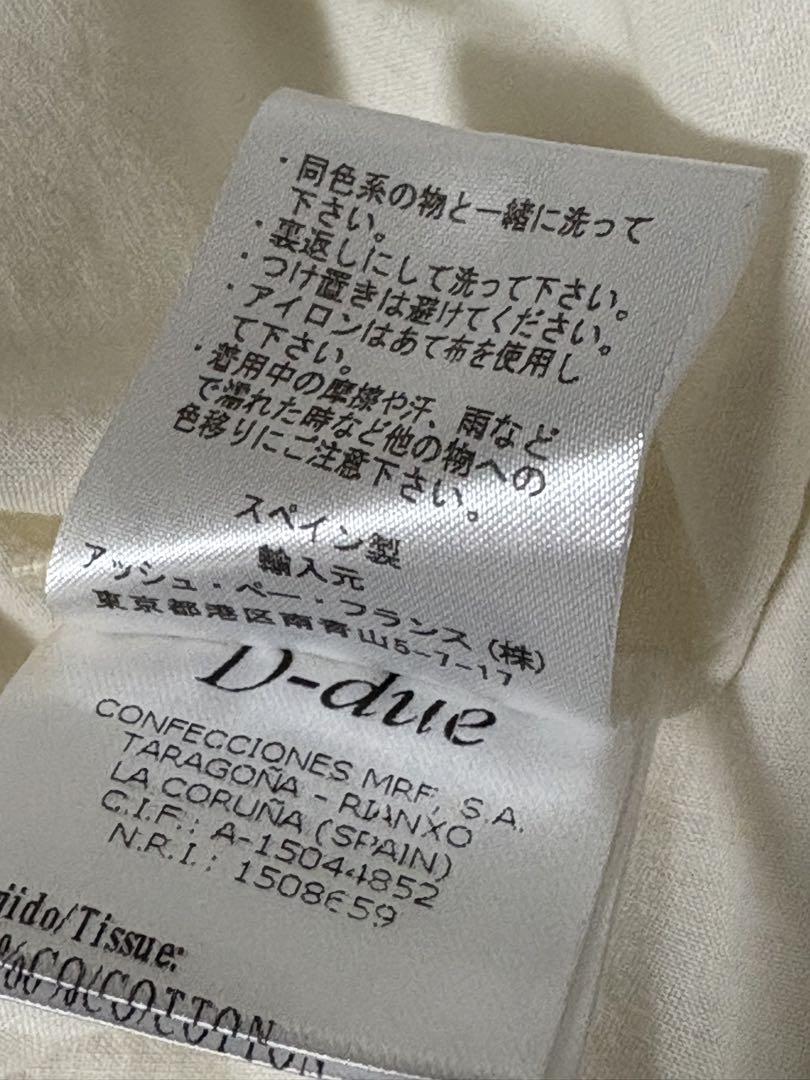 ・同色系の物と一緒に洗って
下さい。
・裏返しにして洗って下さい。
・つけ置きは避けてください。
・アイロンはあて布を使用し
て下さい。
・着用中の摩擦や汗、雨など
で濡れた時など他の物への
色移りにご注意下さい。
スペイン製
輸入元
アッシュ・ペー・フランス(株)
東京都港区南青山5-7-17
D-due
CONFECCIONES MRF, S.A.
TARAGOÑA - RIANXO
LA CORUÑA (SPAIN)
C.I.F.: A-15044852
N.R.I.: 1508659
jido/Tissue:
%CO/COTTON